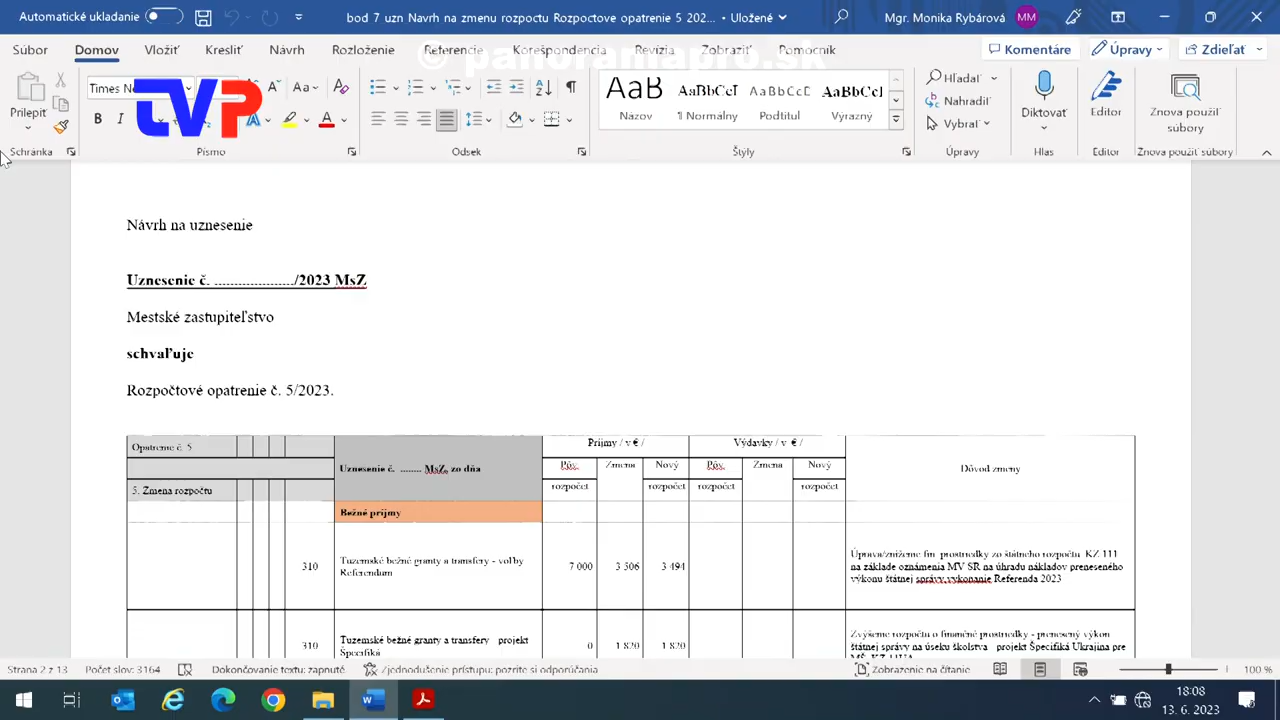 Automatické ukladanie
bod 7 uzn Navrh na zmenu rozpoctu Rozpoctove opatrenie 5 202... • Uložené
Mgr. Monika Rybárová MM
Súbor Domov Vložiť Kresliť Návrh Rozloženie Referencie Korešpondencia Revízia Zobraziť Pomocník
© panoramapro.sk
Komentáre Úpravy Zdieľať
TVP
Prilepiť
Times N
B I
Aa
AaB AaBbCcI AaBbCcD AaBbCcI
Názov ¶ Normálny Podtitul Výrazný
Hľadať
Nahradiť
Vybrať
Diktovať
Editor
Znova použiť súbory
Schránka Písmo Odsek Štýly Úpravy Hlas Editor Znova použiť súbory
Návrh na uznesenie
Uznesenie č. ...................../2023 MsZ
Mestské zastupiteľstvo
schvaľuje
Rozpočtové opatrenie č. 5/2023.
Opatrenie č. 5
Príjmy / v € /
Výdavky / v € /
Uznesenie č. ........ MsZ, zo dňa
Pôv. Zmena Nový Pôv. Zmena Nový
Dôvod zmeny
5. Zmena rozpočtu
rozpočet rozpočet rozpočet rozpočet
Bežné príjmy
310
Tuzemské bežné granty a transfery - voľby
Referendum
7 000 3 506 3 494
Úprava/zníženie fin. prostriedky zo štátneho rozpočtu KZ 111
na základe oznámenia MV SR na úhradu nákladov preneseného
výkonu štátnej správy vykonanie Referenda 2023
310
Tuzemské bežné granty a transfery projekt
Špecifiká
0 1 820 1 820
Zvýšenie rozpočtu o finančné prostriedky - prenesený výkon
štátnej správy na úseku školstva projekt Špecifiká Ukrajina pre
Strana 2 z 13 Počet slov: 3164 Dokončovanie textu: zapnuté Zjednodušenie prístupu: pozrite si odporúčania
Zobrazenie na čítanie
100 %
18:08
13. 6. 2023